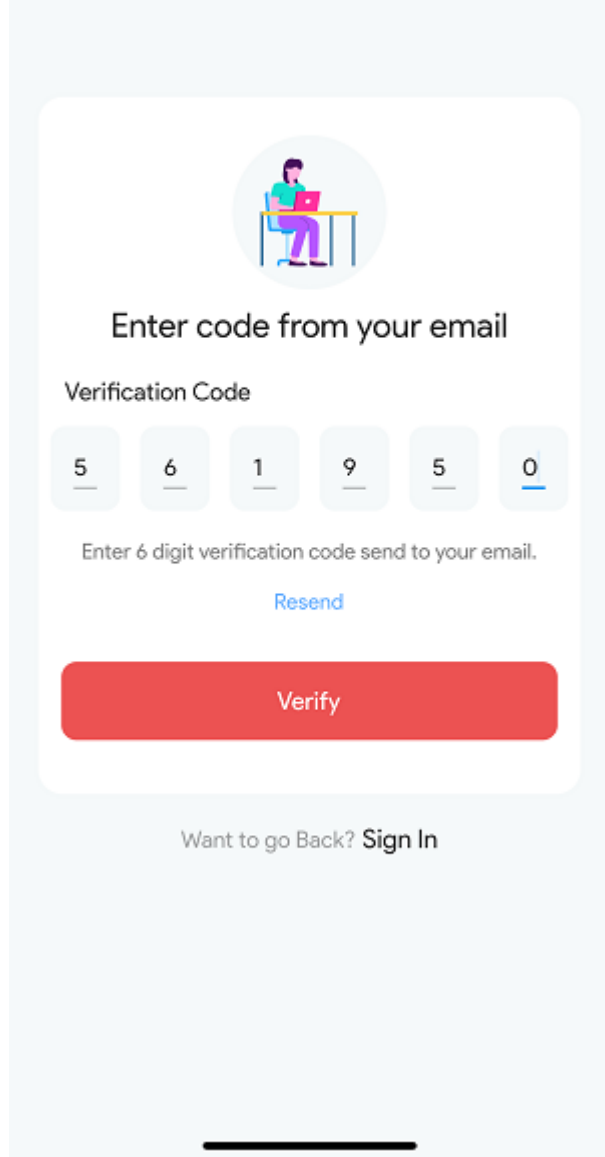 Enter code from your email
Verification Code
5 6 1 9 5 0
Enter 6 digit verification code send to your email.
Resend
Verify
Want to go Back? Sign In